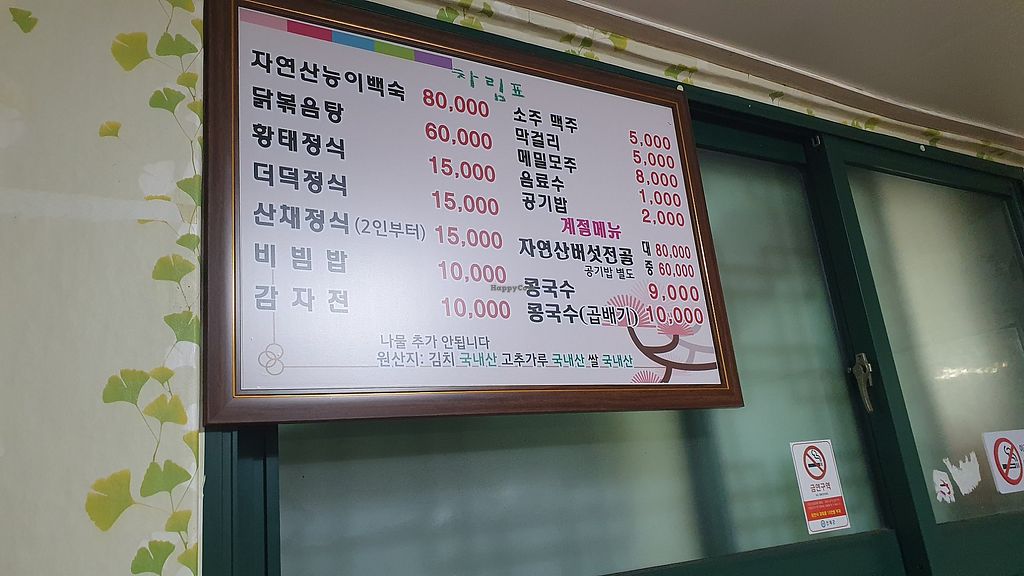 차림표
자연산능이백숙 80,000
닭볶음탕 60,000
황태정식 15,000
더덕정식 15,000
산채정식 (2인부터) 15,000
비 빔 밥 10,000
감 자 전 10,000
소주 맥주 5,000
막걸리 5,000
메밀모주 8,000
음료수 1,000
공기밥 2,000
계절메뉴
자연산버섯전골 대 80,000
공기밥 별도 중 60,000
콩국수 9,000
콩국수(곱배기) 10,000
나물 추가 안됩니다
원산지: 김치 국내산 고추가루 국내산 쌀 국내산
HappyCow
금연구역